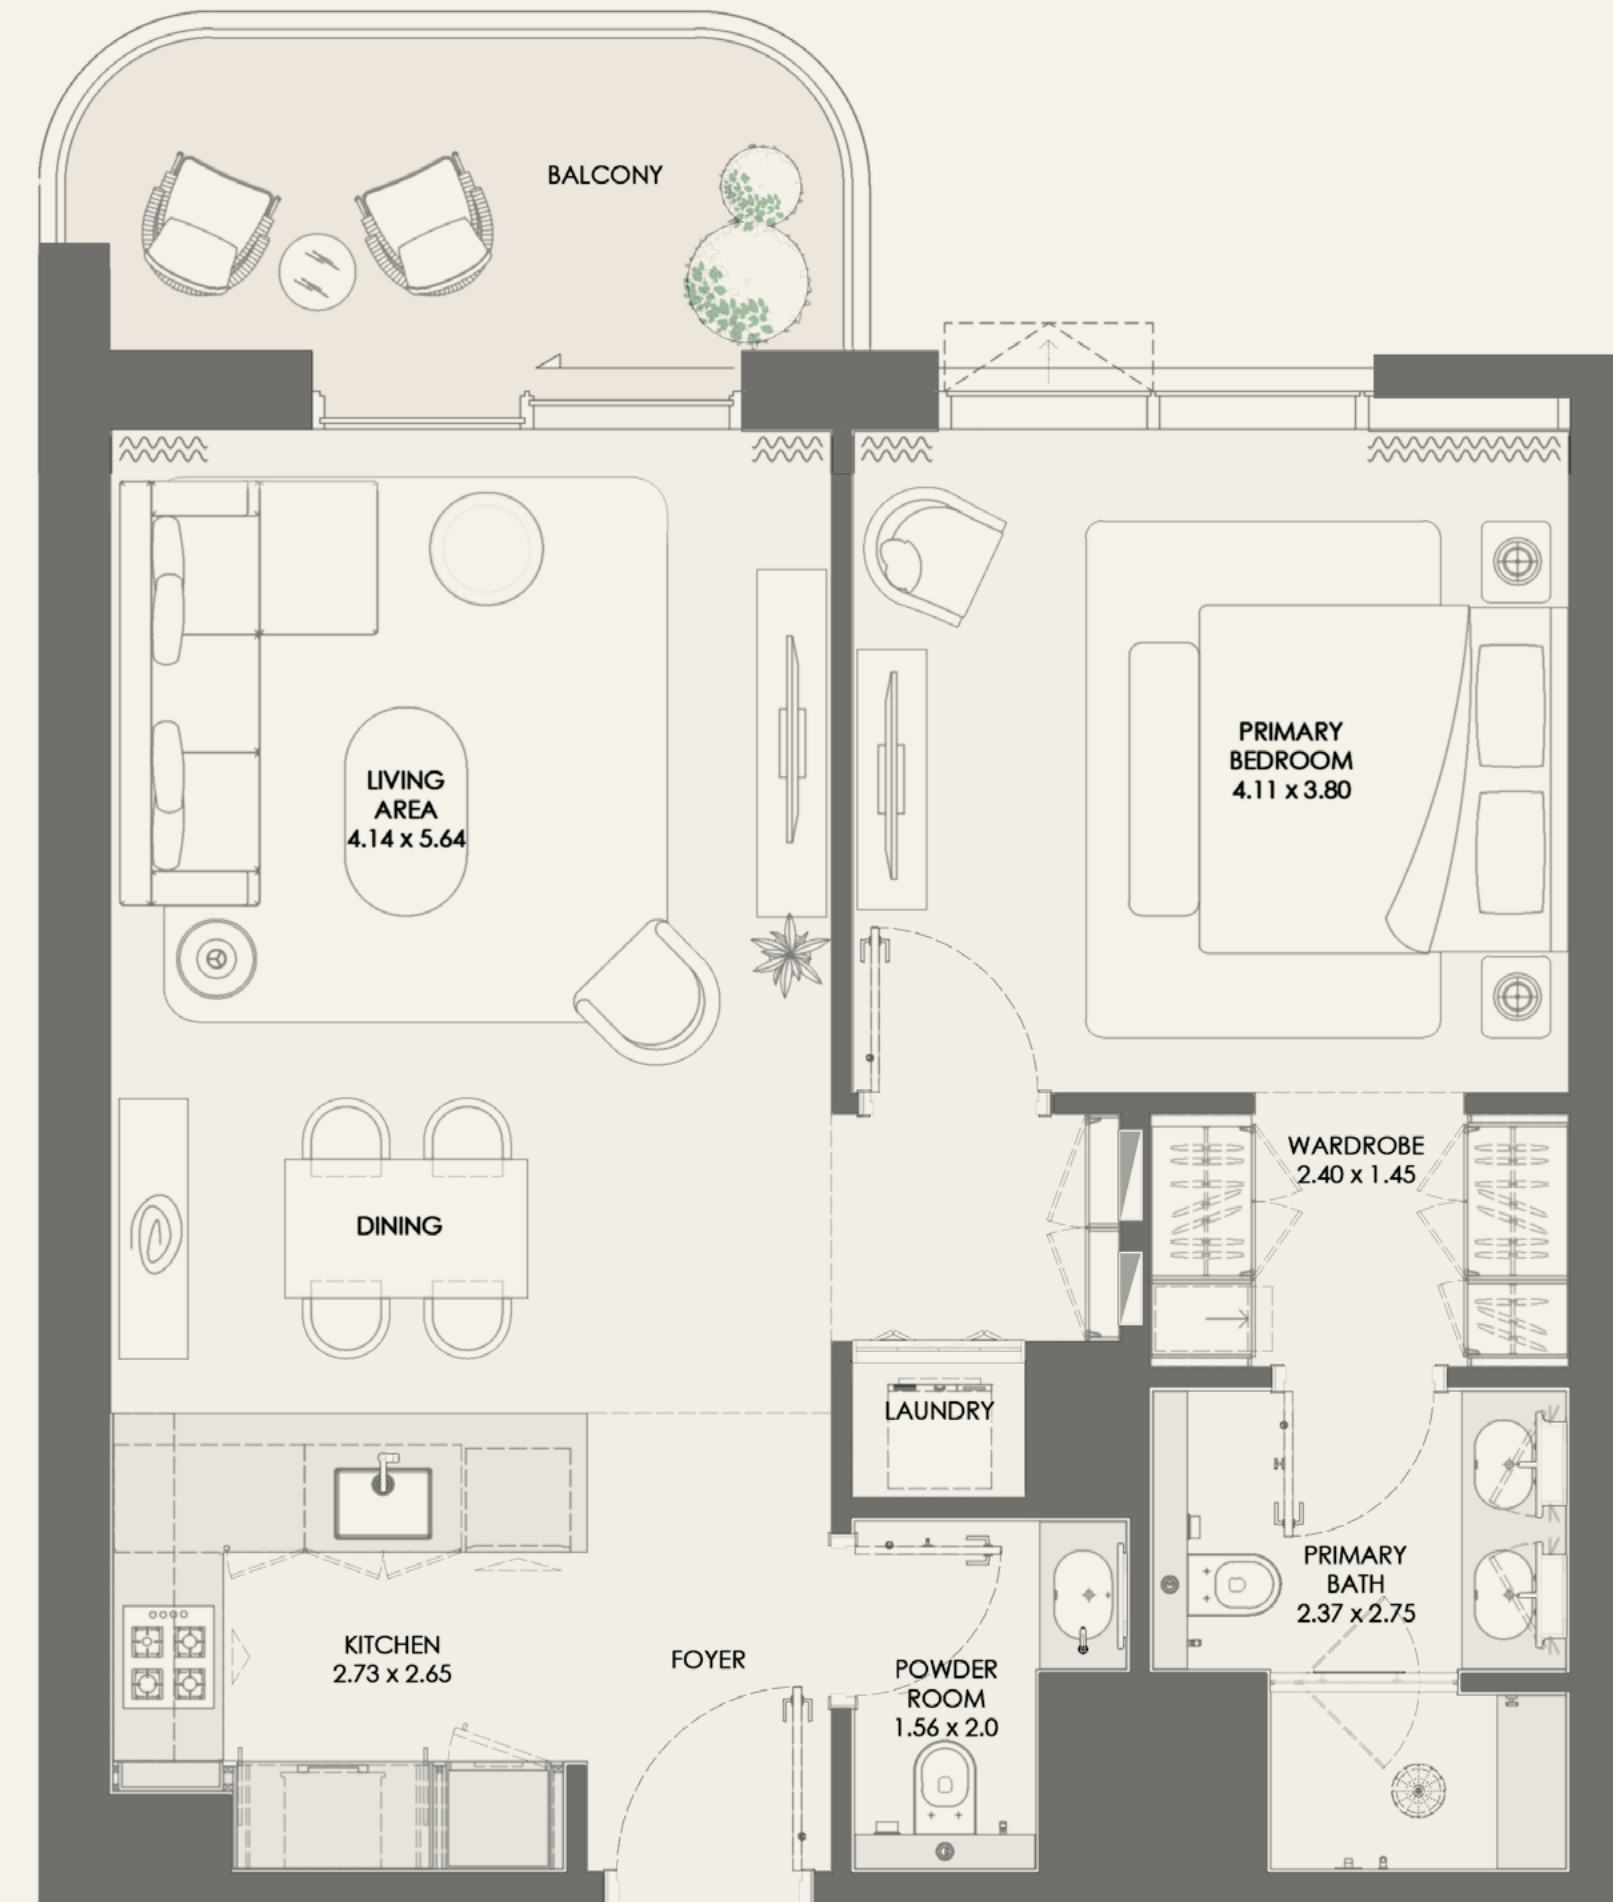 BALCONY
LIVING
AREA
4.14 x 5.64
PRIMARY
BEDROOM
4.11 x 3.80
DINING
WARDROBE
2.40 x 1.45
LAUNDRY
KITCHEN
2.73 x 2.65
FOYER
POWDER
ROOM
1.56 x 2.0
PRIMARY
BATH
2.37 x 2.75